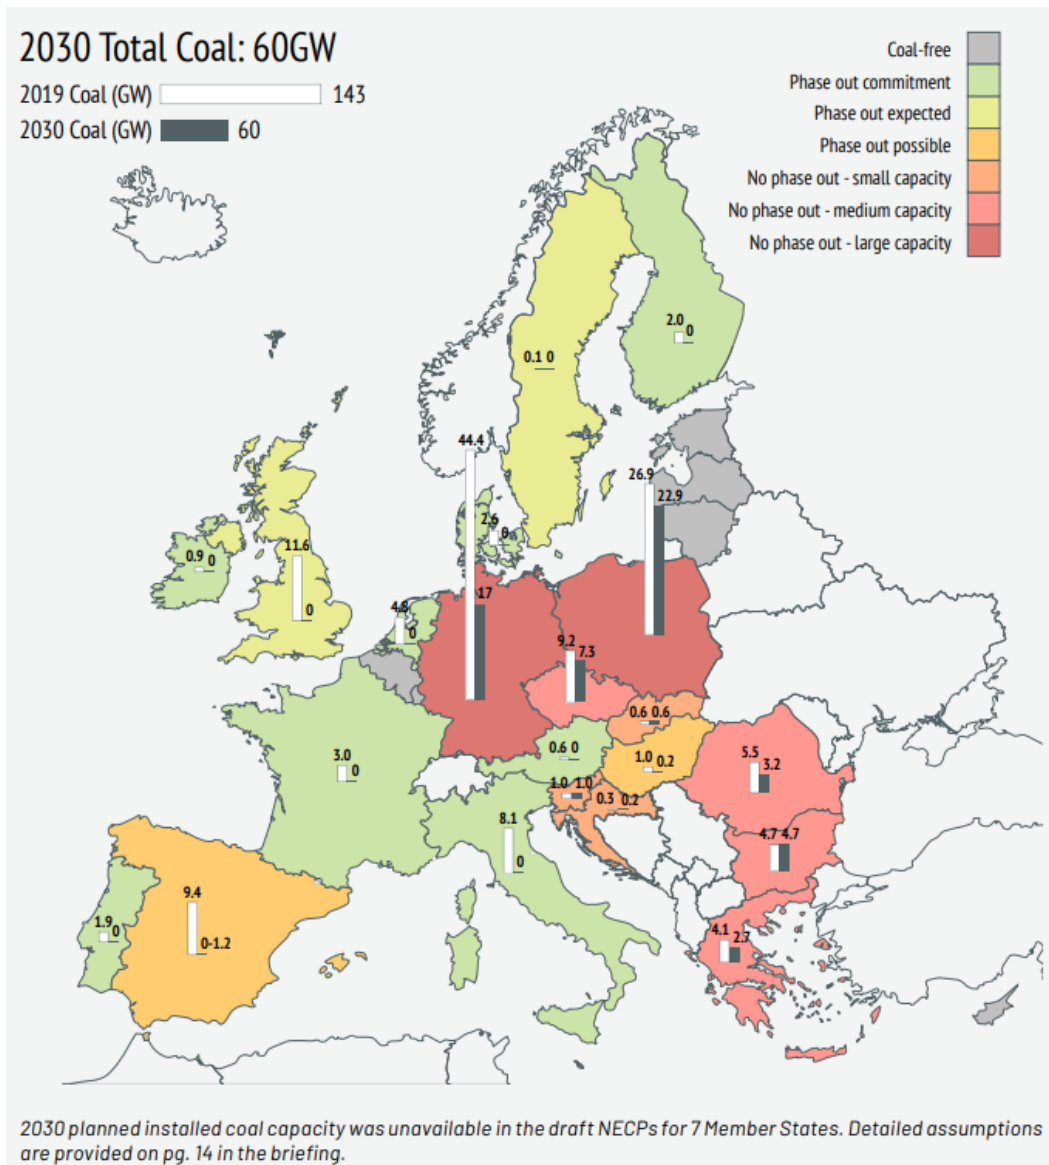 2030 Total Coal: 60GW
2019 Coal (GW) 143
2030 Coal (GW) 60
Coal-free
Phase out commitment
Phase out expected
Phase out possible
No phase out - small capacity
No phase out - medium capacity
No phase out - large capacity
2.0 0
0.1 0
44.4
26.9
22.9
2.6 0
11.6
0
0.9 0
17
4.8
0
9.2
7.3
0.6 0.6
0.6 0
1.0 0.2
3.0
0
5.5
3.2
1.0 1.0
0.3 0.2
8.1
0
4.7 4.7
9.4
0-1.2
1.9 0
4.1
2.7
2030 planned installed coal capacity was unavailable in the draft NECPs for 7 Member States. Detailed assumptions
are provided on pg. 14 in the briefing.